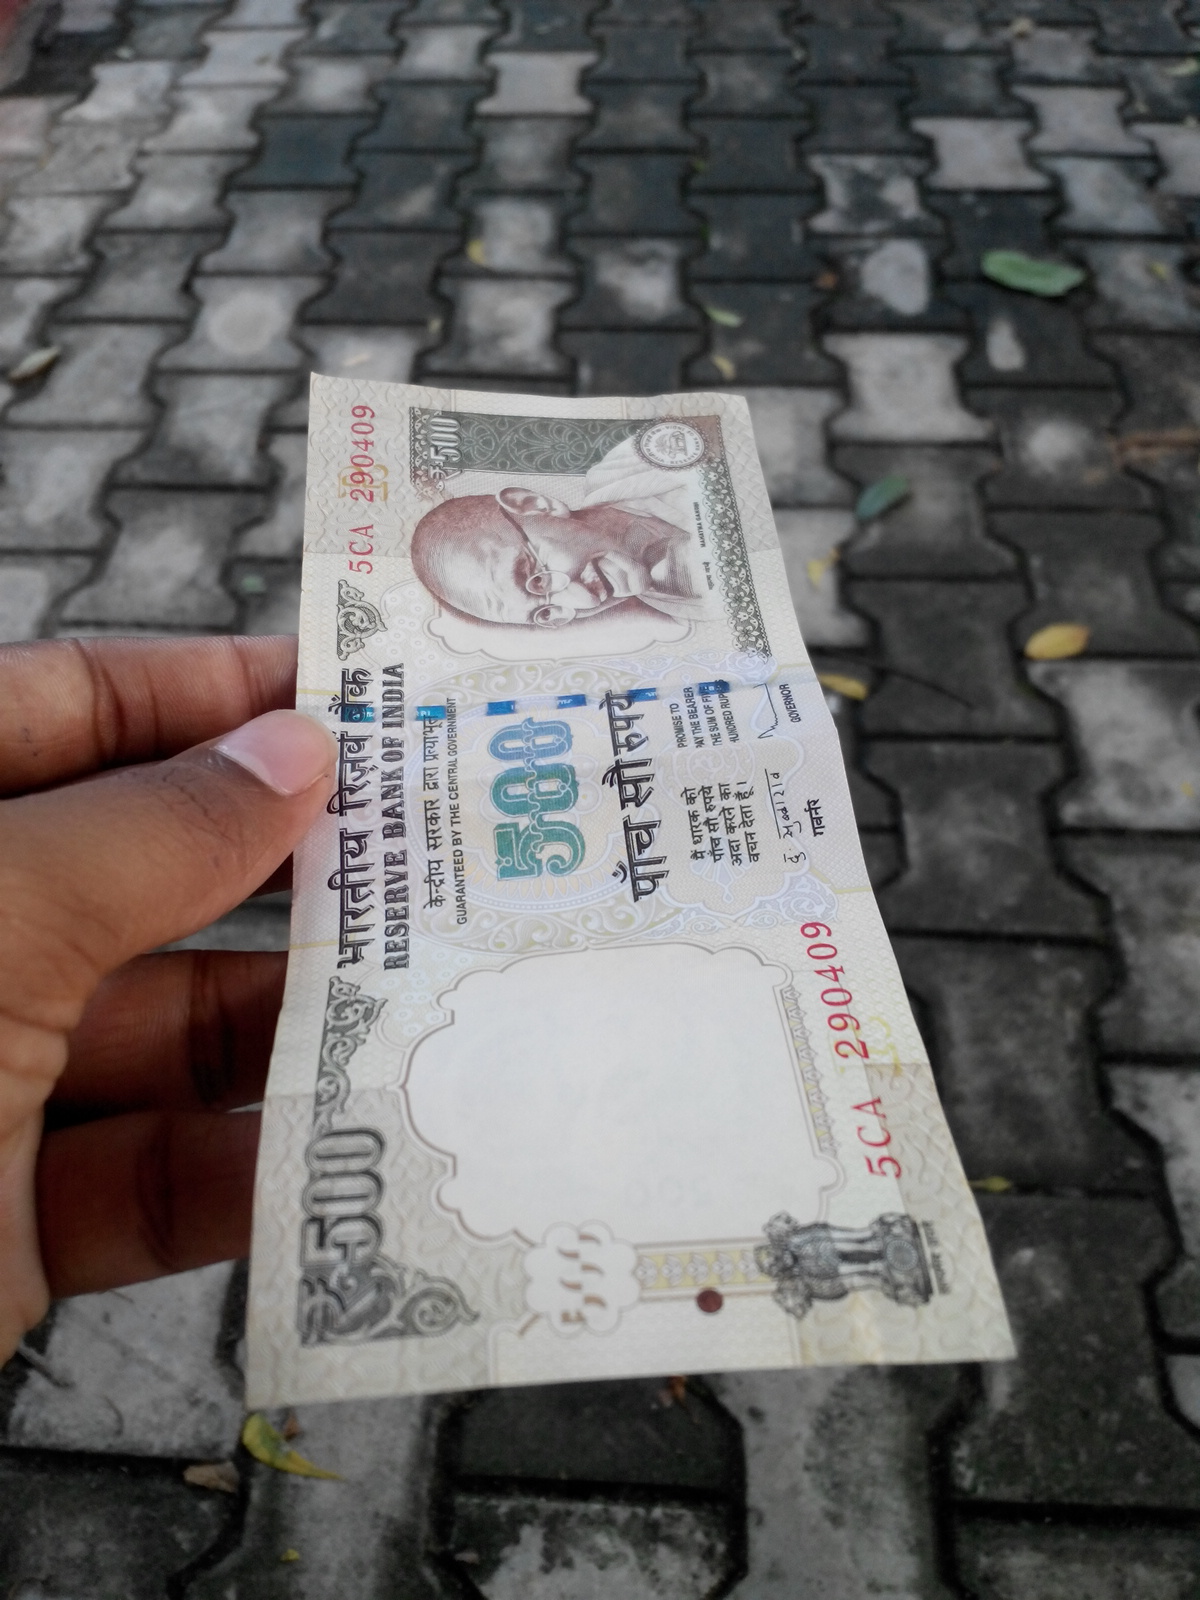 5CA 290409
₹500
भारतीय रिज़र्व बैंक
RESERVE BANK OF INDIA
केन्द्रीय सरकार द्वारा प्रत्याभूत
GUARANTEED BY THE CENTRAL GOVERNMENT
500
पाँच सौ रुपये
मैं धारक को
पाँच सौ रुपये
अदा करने का
वचन देता हूँ।
गवर्नर
PROMISE TO
PAY THE BEARER
THE SUM OF FIVE
HUNDRED RUPEES
GOVERNOR
महात्मा गांधी
MAHATMA GANDHI
₹500
5CA 290409
सत्यमेव जयते